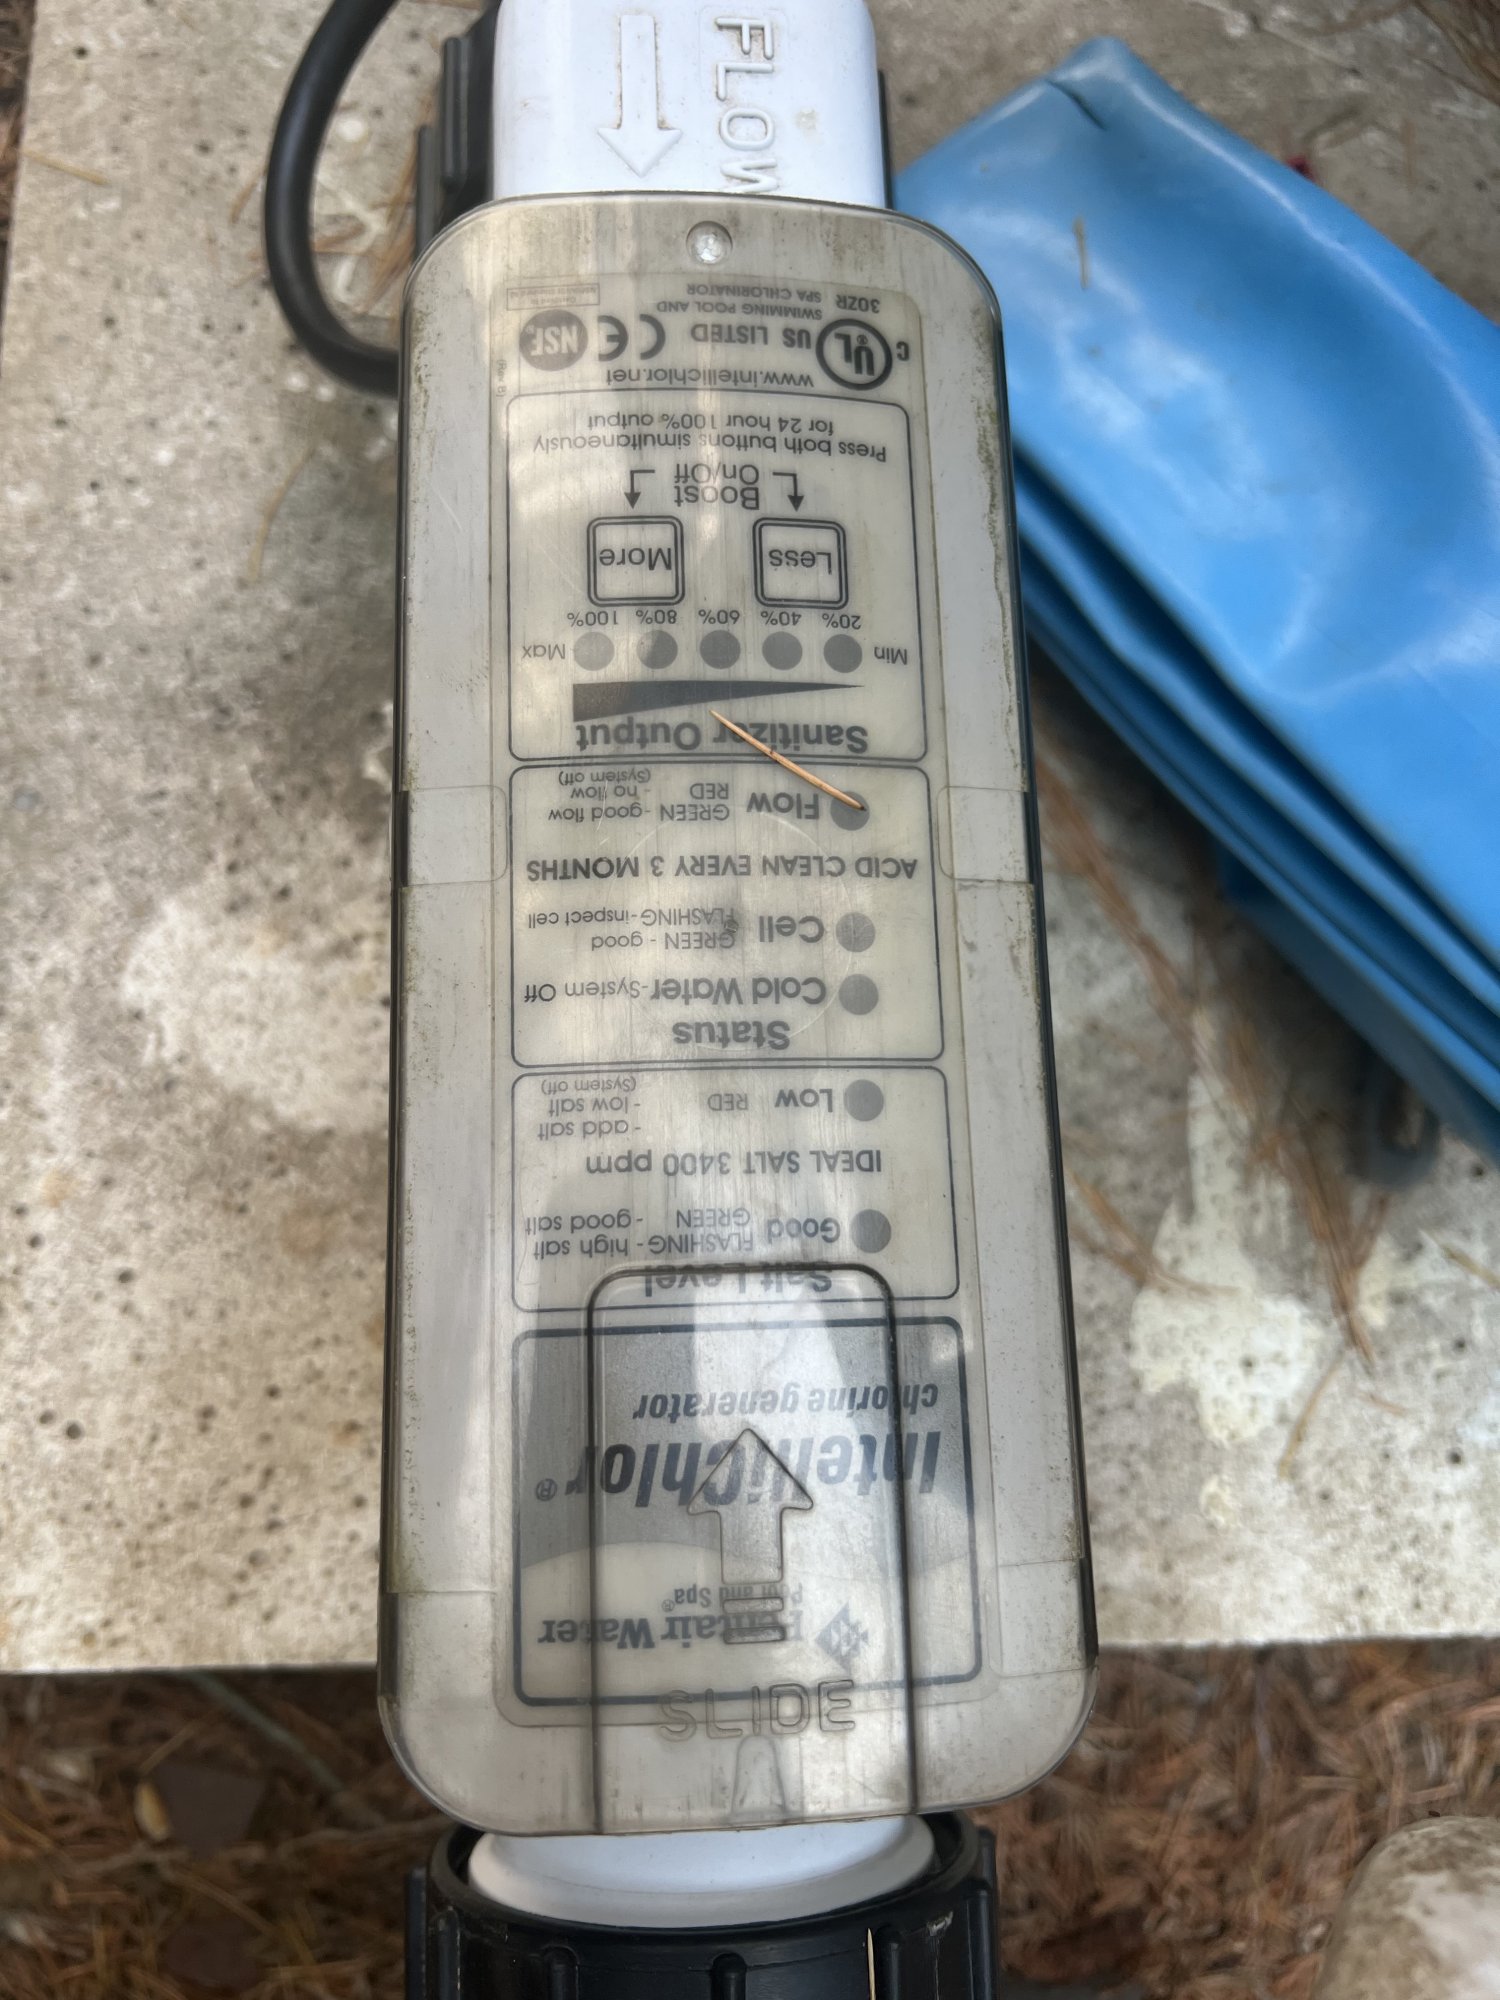 FLOW
SLIDE
Pentair Water
Pool and Spa®
IntelliChlor®
chlorine generator
Salt Level
Good FLASHING - high salt
GREEN - good salt
IDEAL SALT 3400 ppm
- add salt
Low RED - low salt
(System off)
Status
Cold Water-System Off
Cell GREEN - good
FLASHING-inspect cell
ACID CLEAN EVERY 3 MONTHS
Flow GREEN - good flow
RED - no flow
(System off)
Sanitizer Output
Min Max
20% 40% 60% 80% 100%
Less More
Boost
On/Off
Press both buttons simultaneously
for 24 hour 100% output
www.intellichlor.net
(Rev B)
C UL® US LISTED CE NSF®
30ZR SWIMMING POOL AND
SPA CHLORINATOR